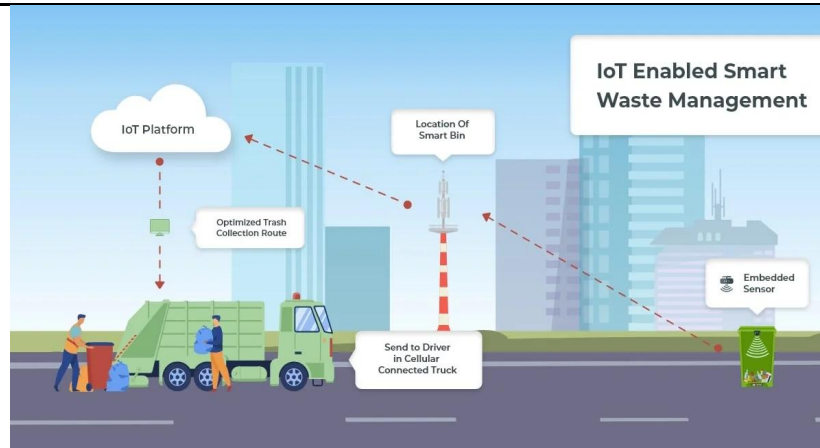 IoT Enabled Smart
Waste Management
IoT Platform
Location Of
Smart Bin
Optimized Trash
Collection Route
Embedded
Sensor
Send to Driver
in Cellular
Connected Truck